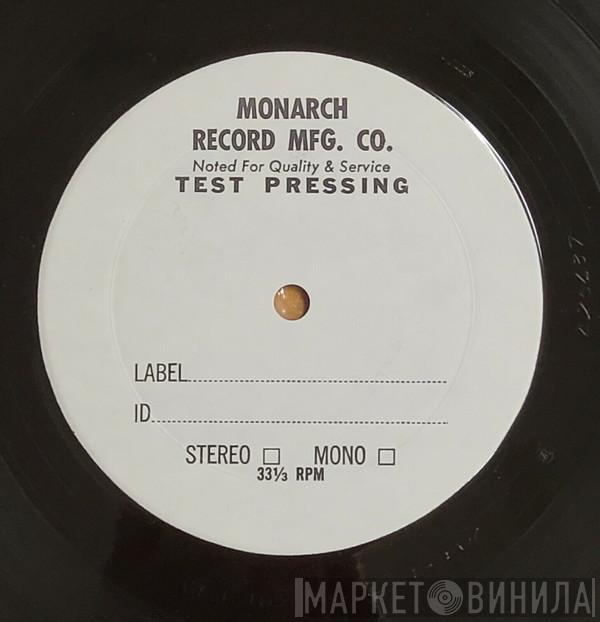 MONARCH
RECORD MFG. CO.
Noted For Quality & Service
TEST PRESSING
LABEL
ID
STEREO □ MONO □
33⅓ RPM
МАРКЕТ ВИНИЛА